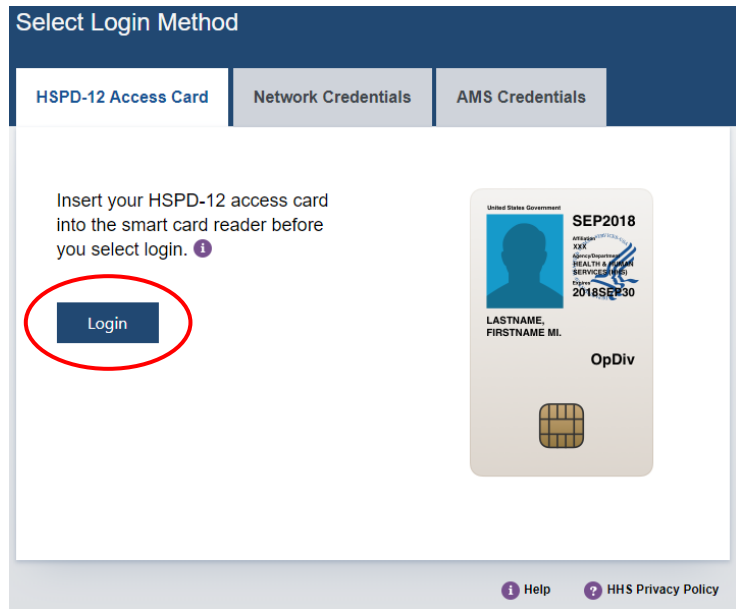 Select Login Method
HSPD-12 Access Card
Network Credentials
AMS Credentials
Insert your HSPD-12 access card
into the smart card reader before
you select login.
Login
United States Government
SEP2018
Affiliation
XXX
Agency/Department
HEALTH & HUMAN
SERVICES (HHS)
Expires
2018SEP30
LASTNAME,
FIRSTNAME MI.
OpDiv
Help
HHS Privacy Policy